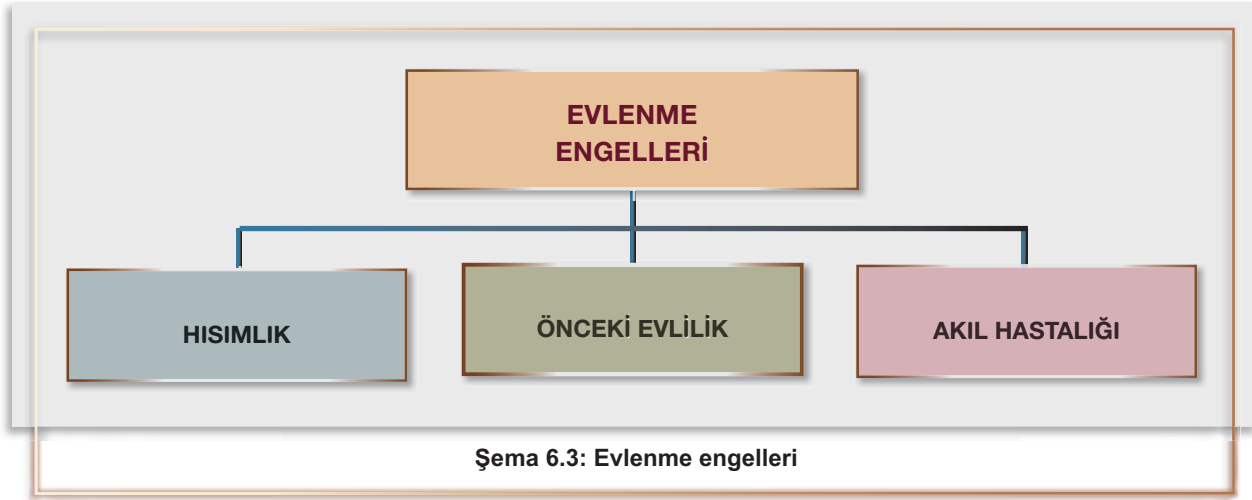 EVLENME
ENGELLERİ
HISIMLIK
ÖNCEKİ EVLİLİK
AKIL HASTALIĞI
Şema 6.3: Evlenme engelleri